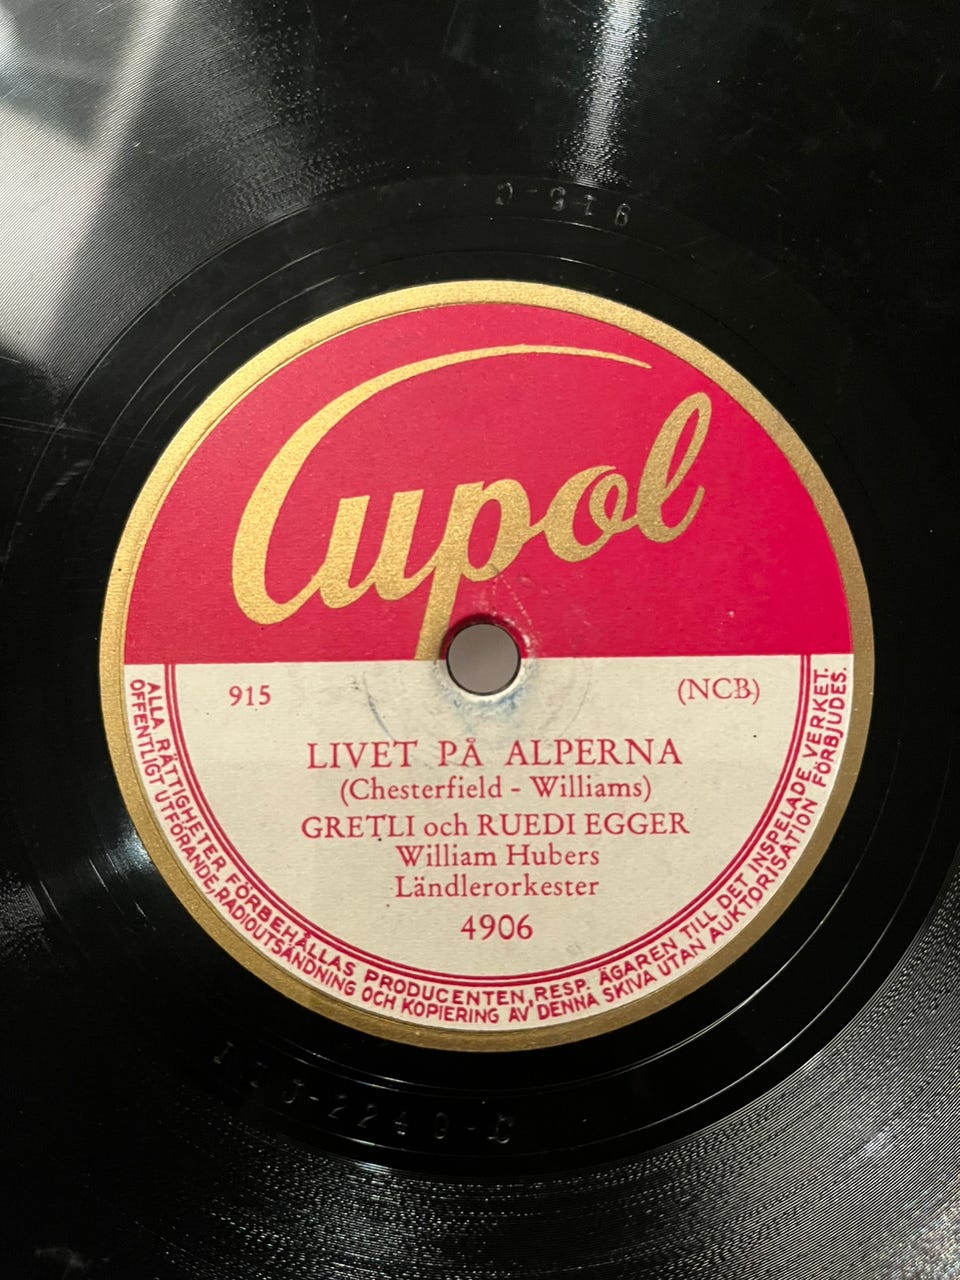 Cupol
915
(NCB)
LIVET PÅ ALPERNA
(Chesterfield - Williams)
GRETLI och RUEDI EGGER
William Hubers
Ländlerorkester
4906
ALLA RÄTTIGHETER FÖRBEHÅLLAS PRODUCENTEN, RESP. ÄGAREN TILL DET INSPELADE VERKET.
OFFENTLIGT UTFÖRANDE, RADIOUTSÄNDNING OCH KOPIERING AV DENNA SKIVA UTAN AUKTORISATION FÖRBJUDES.